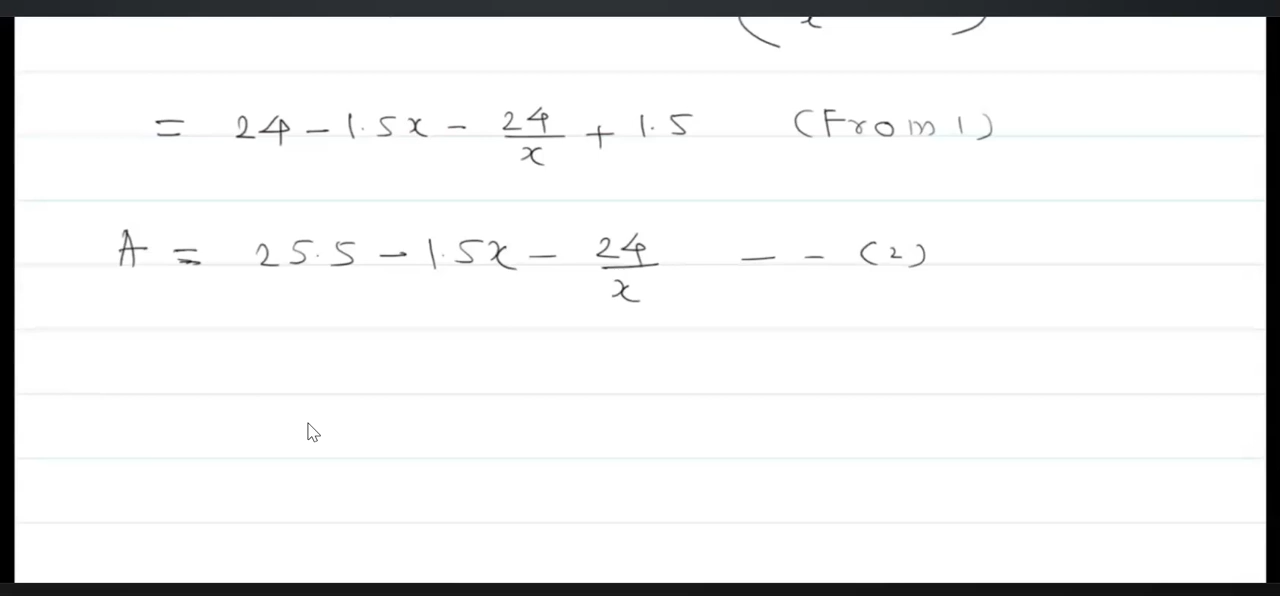 x
= 24 - 1.5x - 24/x + 1.5 (From 1)
A = 25.5 - 1.5x - 24/x - - (2)